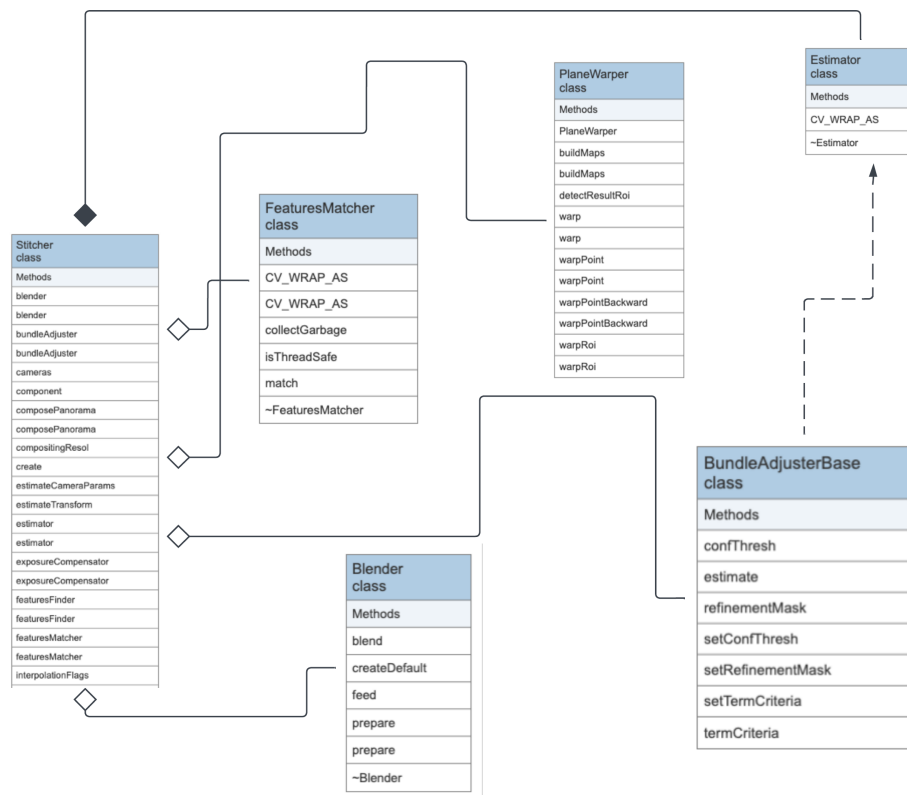 Estimator
class
Methods
CV_WRAP_AS
~Estimator
PlaneWarper
class
Methods
PlaneWarper
buildMaps
buildMaps
detectResultRoi
warp
warp
warpPoint
warpPoint
warpPointBackward
warpPointBackward
warpRoi
warpRoi
FeaturesMatcher
class
Methods
CV_WRAP_AS
CV_WRAP_AS
collectGarbage
isThreadSafe
match
~FeaturesMatcher
Stitcher
class
Methods
blender
blender
bundleAdjuster
bundleAdjuster
cameras
component
composePanorama
composePanorama
compositingResol
create
estimateCameraParams
estimateTransform
estimator
estimator
exposureCompensator
exposureCompensator
featuresFinder
featuresFinder
featuresMatcher
featuresMatcher
interpolationFlags
BundleAdjusterBase
class
Methods
confThresh
estimate
refinementMask
setConfThresh
setRefinementMask
setTermCriteria
termCriteria
Blender
class
Methods
blend
createDefault
feed
prepare
prepare
~Blender